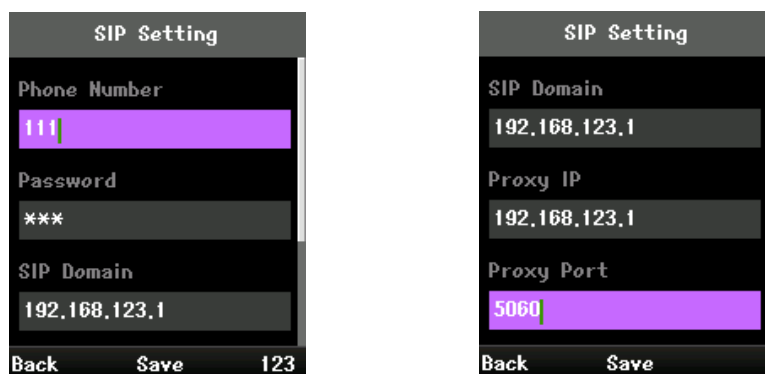 SIP Setting
Phone Number
111
Password
***
SIP Domain
192.168.123.1
Back Save 123
SIP Setting
SIP Domain
192.168.123.1
Proxy IP
192.168.123.1
Proxy Port
5060
Back Save